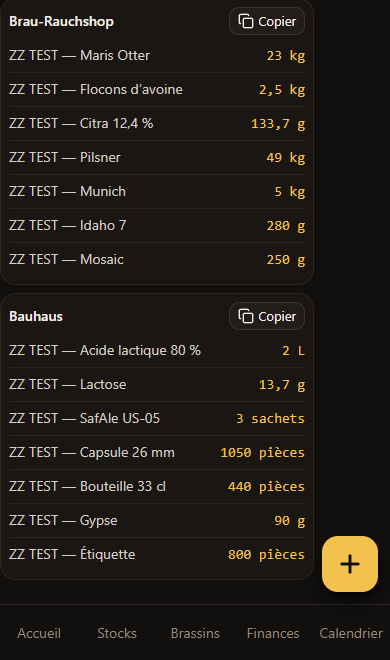 Brau-Rauchshop Copier
ZZ TEST — Maris Otter 23 kg
ZZ TEST — Flocons d’avoine 2,5 kg
ZZ TEST — Citra 12,4 % 133,7 g
ZZ TEST — Pilsner 49 kg
ZZ TEST — Munich 5 kg
ZZ TEST — Idaho 7 280 g
ZZ TEST — Mosaic 250 g
Bauhaus Copier
ZZ TEST — Acide lactique 80 % 2 L
ZZ TEST — Lactose 13,7 g
ZZ TEST — SafAle US-05 3 sachets
ZZ TEST — Capsule 26 mm 1050 pièces
ZZ TEST — Bouteille 33 cl 440 pièces
ZZ TEST — Gypse 90 g
ZZ TEST — Étiquette 800 pièces
Accueil Stocks Brassins Finances Calendrier